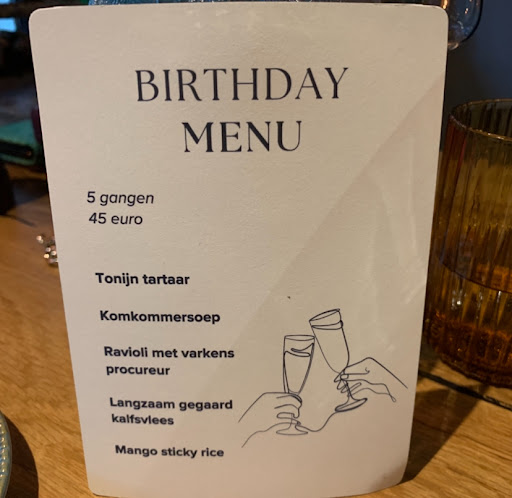 BIRTHDAY
MENU
5 gangen
45 euro
Tonijn tartaar
Komkommersoep
Ravioli met varkens
procureur
Langzaam gegaard
kalfsvlees
Mango sticky rice